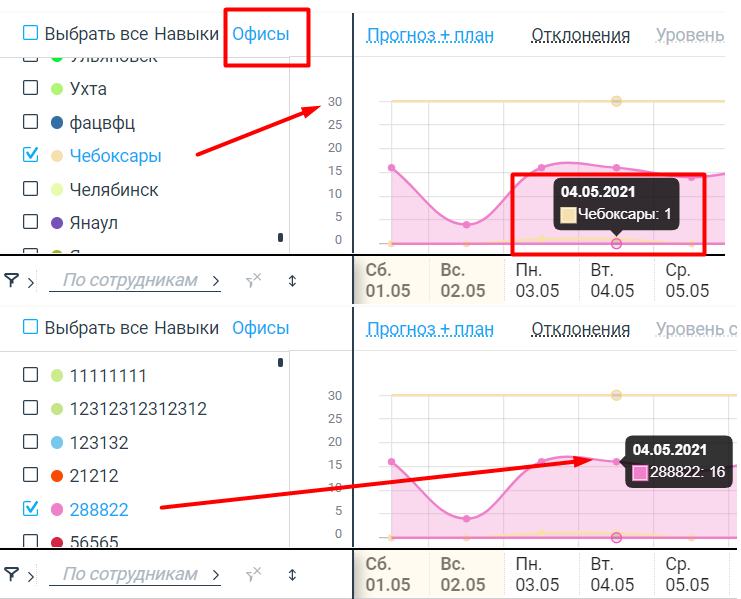 Выбрать все Навыки Офисы
Прогноз + план Отклонения Уровень
Ульяновск
Ухта
фацвфц
Чебоксары
Челябинск
Янаул
30
25
20
15
10
5
0
04.05.2021
Чебоксары: 1
По сотрудникам
Сб. Вс. Пн. Вт. Ср.
01.05 02.05 03.05 04.05 05.05
Выбрать все Навыки Офисы
Прогноз + план Отклонения Уровень с
11111111
12312312312312
123132
21212
288822
56565
30
25
20
15
10
5
0
04.05.2021
288822: 16
По сотрудникам
Сб. Вс. Пн. Вт. Ср.
01.05 02.05 03.05 04.05 05.05